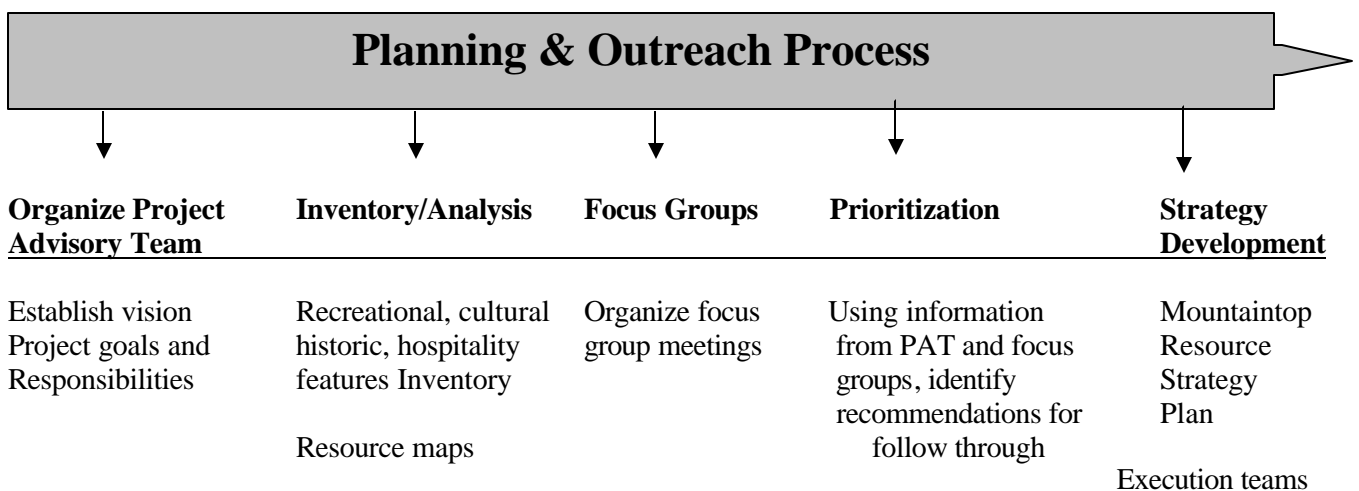 Planning & Outreach Process
Organize Project
Advisory Team
Inventory/Analysis
Focus Groups
Prioritization
Strategy
Development
Establish vision
Project goals and
Responsibilities
Recreational, cultural
historic, hospitality
features Inventory
Resource maps
Organize focus
group meetings
Using information
from PAT and focus
groups, identify
recommendations for
follow through
Mountaintop
Resource
Strategy
Plan
Execution teams